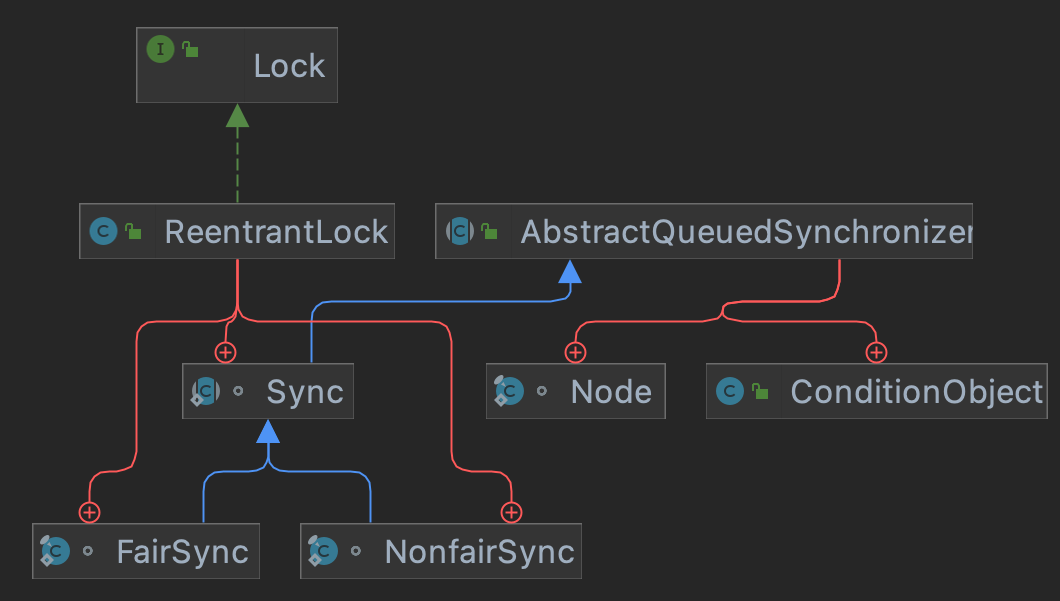 Lock
ReentrantLock
AbstractQueuedSynchronizer
Sync
Node
ConditionObject
FairSync
NonfairSync